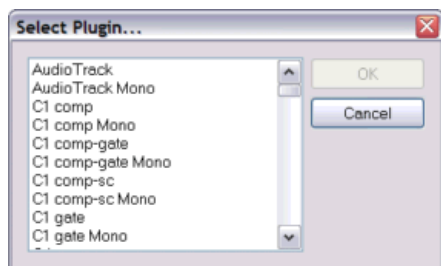 Select Plugin...
AudioTrack
AudioTrack Mono
C1 comp
C1 comp Mono
C1 comp-gate
C1 comp-gate Mono
C1 comp-sc
C1 comp-sc Mono
C1 gate
C1 gate Mono
OK
Cancel